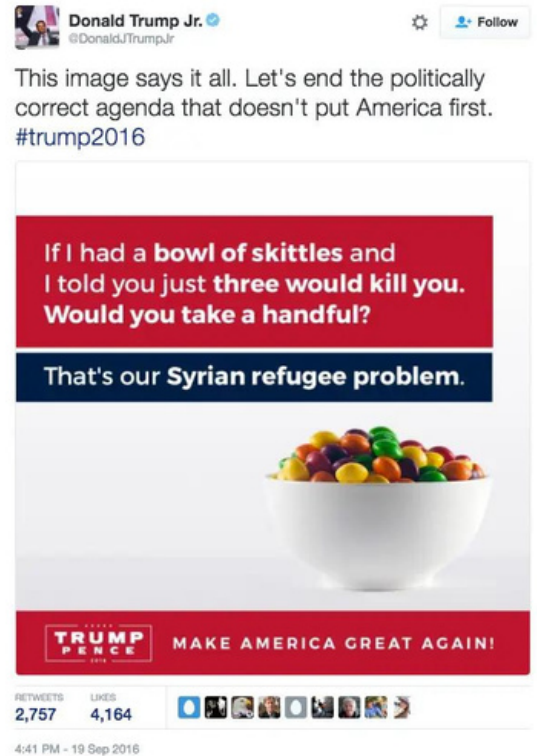 Donald Trump Jr.
@DonaldJTrumpJr
Follow
This image says it all. Let's end the politically
correct agenda that doesn't put America first.
#trump2016
If I had a bowl of skittles and
I told you just three would kill you.
Would you take a handful?
That's our Syrian refugee problem.
TRUMP
PENCE
2016
MAKE AMERICA GREAT AGAIN!
RETWEETS
LIKES
2,757
4,164
4:41 PM - 19 Sep 2016